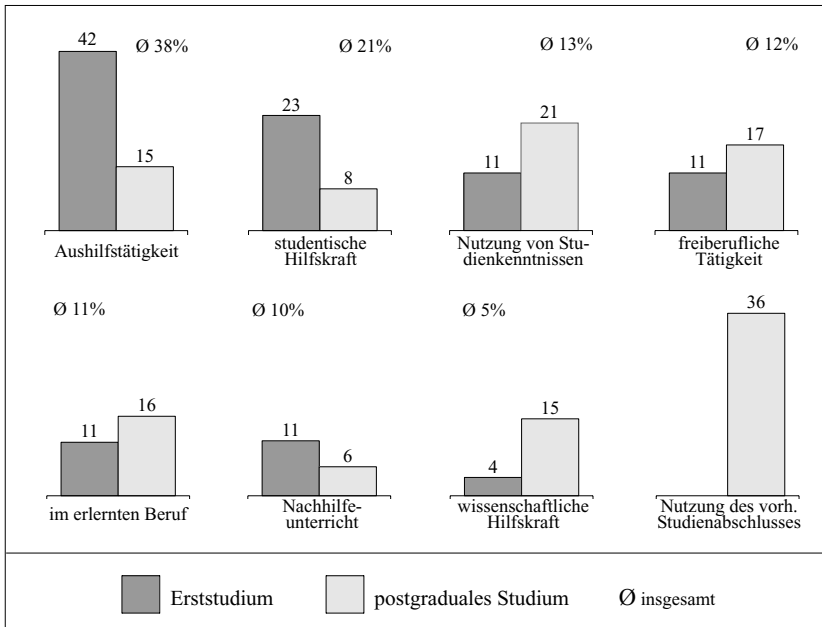 42
Ø 38%
15
Aushilfstätigkeit
Ø 21%
23
8
studentische
Hilfskraft
Ø 13%
11
21
Nutzung von Stu-
dienkenntnissen
Ø 12%
11
17
freiberufliche
Tätigkeit
Ø 11%
11
16
im erlernten Beruf
Ø 10%
11
6
Nachhilfe-
unterricht
Ø 5%
4
15
wissenschaftliche
Hilfskraft
36
Nutzung des vorh.
Studienabschlusses
Erststudium
postgraduales Studium
Ø insgesamt